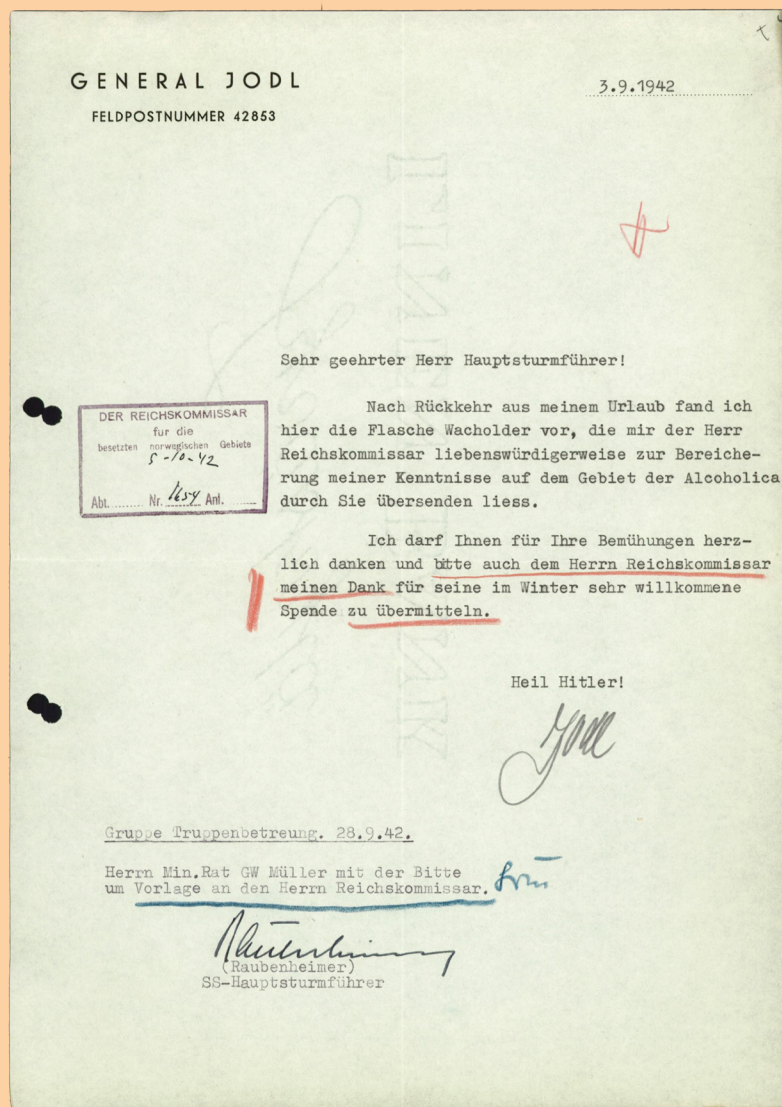 GENERAL JODL
FELDPOSTNUMMER 42853
3.9.1942
Sehr geehrter Herr Hauptsturmführer!
Nach Rückkehr aus meinem Urlaub fand ich
hier die Flasche Wacholder vor, die mir der Herr
Reichskommissar liebenswürdigerweise zur Bereiche-
rung meiner Kenntnisse auf dem Gebiet der Alcoholica
durch Sie übersenden liess.
DER REICHSKOMMISSAR
für die
besetzten norwegischen Gebiete
5-10-42
Abt. Nr. 1654 Anl.
Ich darf Ihnen für Ihre Bemühungen herz-
lich danken und bitte auch dem Herrn Reichskommissar
meinen Dank für seine im Winter sehr willkommene
Spende zu übermitteln.
Heil Hitler!
Jodl
Gruppe Truppenbetreung. 28.9.42.
Herrn Min.Rat GW Müller mit der Bitte
um Vorlage an den Herrn Reichskommissar.
Raubenheimer
(Raubenheimer)
SS-Hauptsturmführer